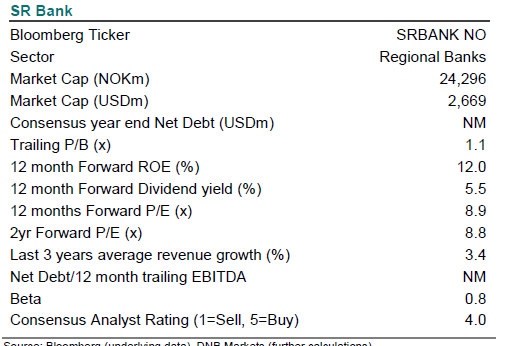 SR Bank
Bloomberg Ticker SRBANK NO
Sector Regional Banks
Market Cap (NOKm) 24,296
Market Cap (USDm) 2,669
Consensus year end Net Debt (USDm) NM
Trailing P/B (x) 1.1
12 month Forward ROE (%) 12.0
12 month Forward Dividend yield (%) 5.5
12 months Forward P/E (x) 8.9
2yr Forward P/E (x) 8.8
Last 3 years average revenue growth (%) 3.4
Net Debt/12 month trailing EBITDA NM
Beta 0.8
Consensus Analyst Rating (1=Sell, 5=Buy) 4.0
Source: Bloomberg (underlying data), DNB Markets (further calculations)